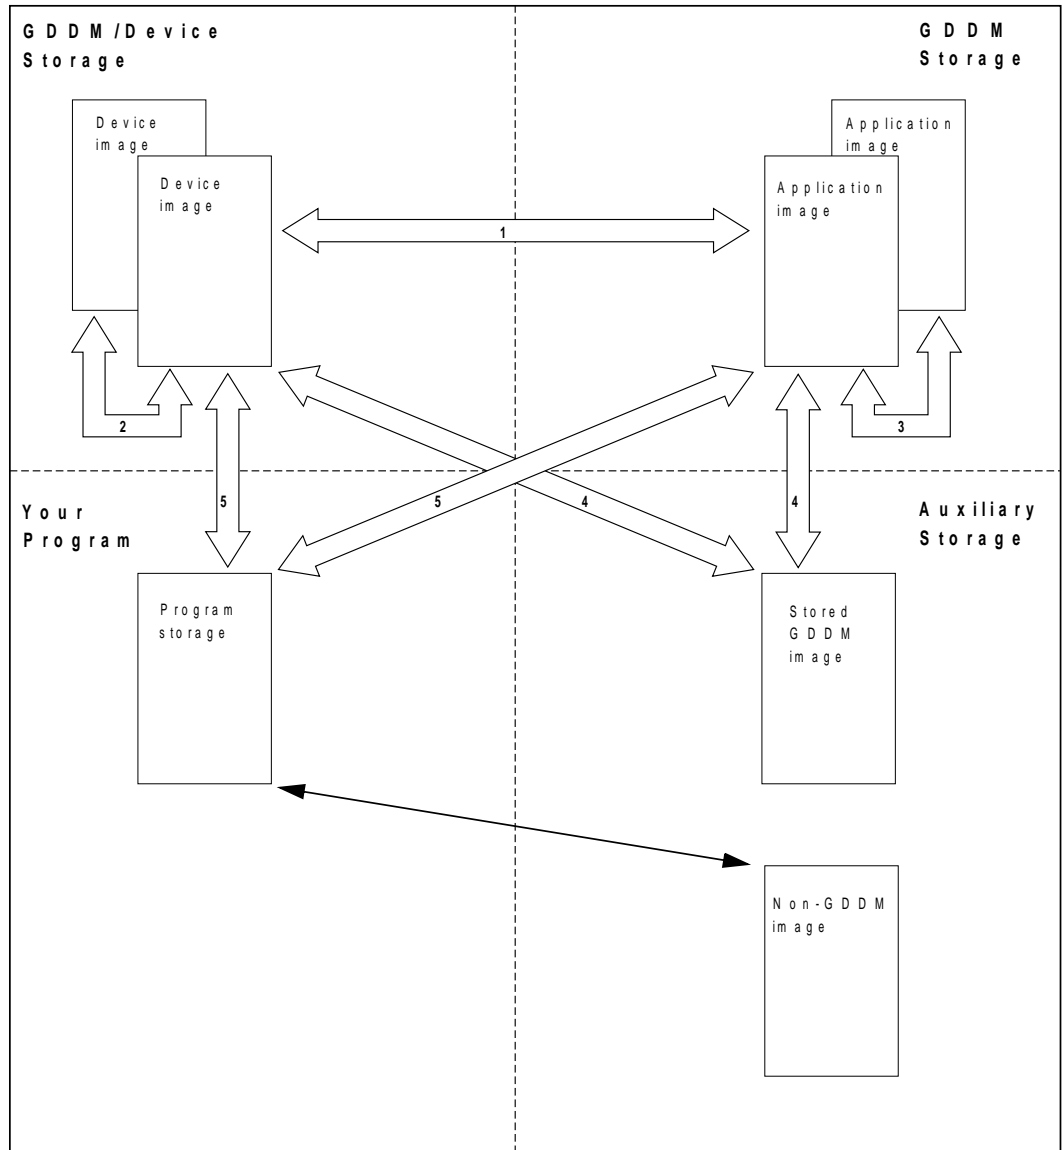 GDDM/Device
Storage
GDDM
Storage
Device
image
Device
image
Application
image
Application
image
1
2
3
5
5
4
4
Your
Program
Auxiliary
Storage
Program
storage
Stored
GDDM
image
Non-GDDM
image